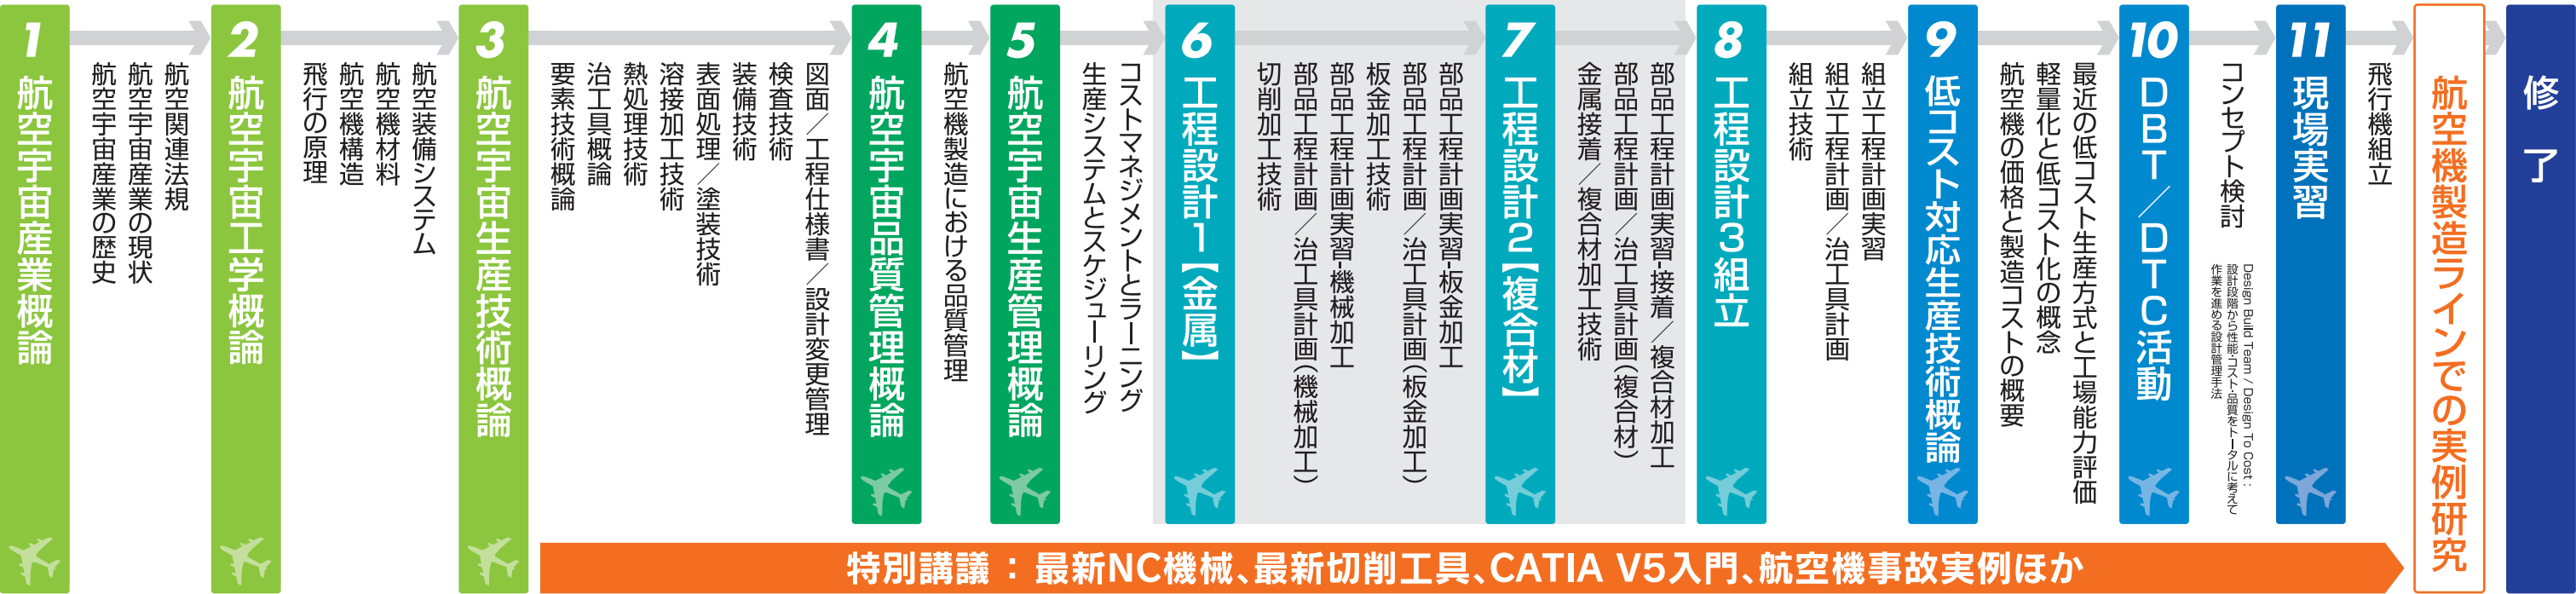 1 航空宇宙産業概論
航空宇宙産業の歴史
航空宇宙産業の現状
航空関連法規
2 航空宇宙工学概論
飛行の原理
航空機構造
航空機材料
航空装備システム
3 航空宇宙生産技術概論
要素技術概論
治工具概論
熱処理技術
溶接加工技術
表面処理／塗装技術
装備技術
検査技術
図面／工程仕様書／設計変更管理
4 航空宇宙品質管理概論
航空機製造における品質管理
5 航空宇宙生産管理概論
生産システムとスケジューリング
コストマネジメントとラーニング
6 工程設計1【金属】
切削加工技術
部品工程計画／治工具計画（機械加工）
部品工程計画実習-機械加工
板金加工技術
部品工程計画／治工具計画（板金加工）
部品工程計画実習-板金加工
7 工程設計2【複合材】
金属接着／複合材加工技術
部品工程計画／治工具計画（複合材）
部品工程計画実習-接着／複合材加工
8 工程設計3組立
組立技術
組立工程計画／治工具計画
組立工程計画実習
9 低コスト対応生産技術概論
航空機の価格と製造コストの概要
軽量化と低コスト化の概念
最近の低コスト生産方式と工場能力評価
10 DBT／DTC活動
コンセプト検討
Design Build Team / Design To Cost：
設計段階から性能・コスト・品質をトータルに考えて
作業を進める設計管理手法
11 現場実習
飛行機組立
航空機製造ラインでの実例研究
修了
特別講議：最新NC機械、最新切削工具、CATIA V5入門、航空機事故実例ほか